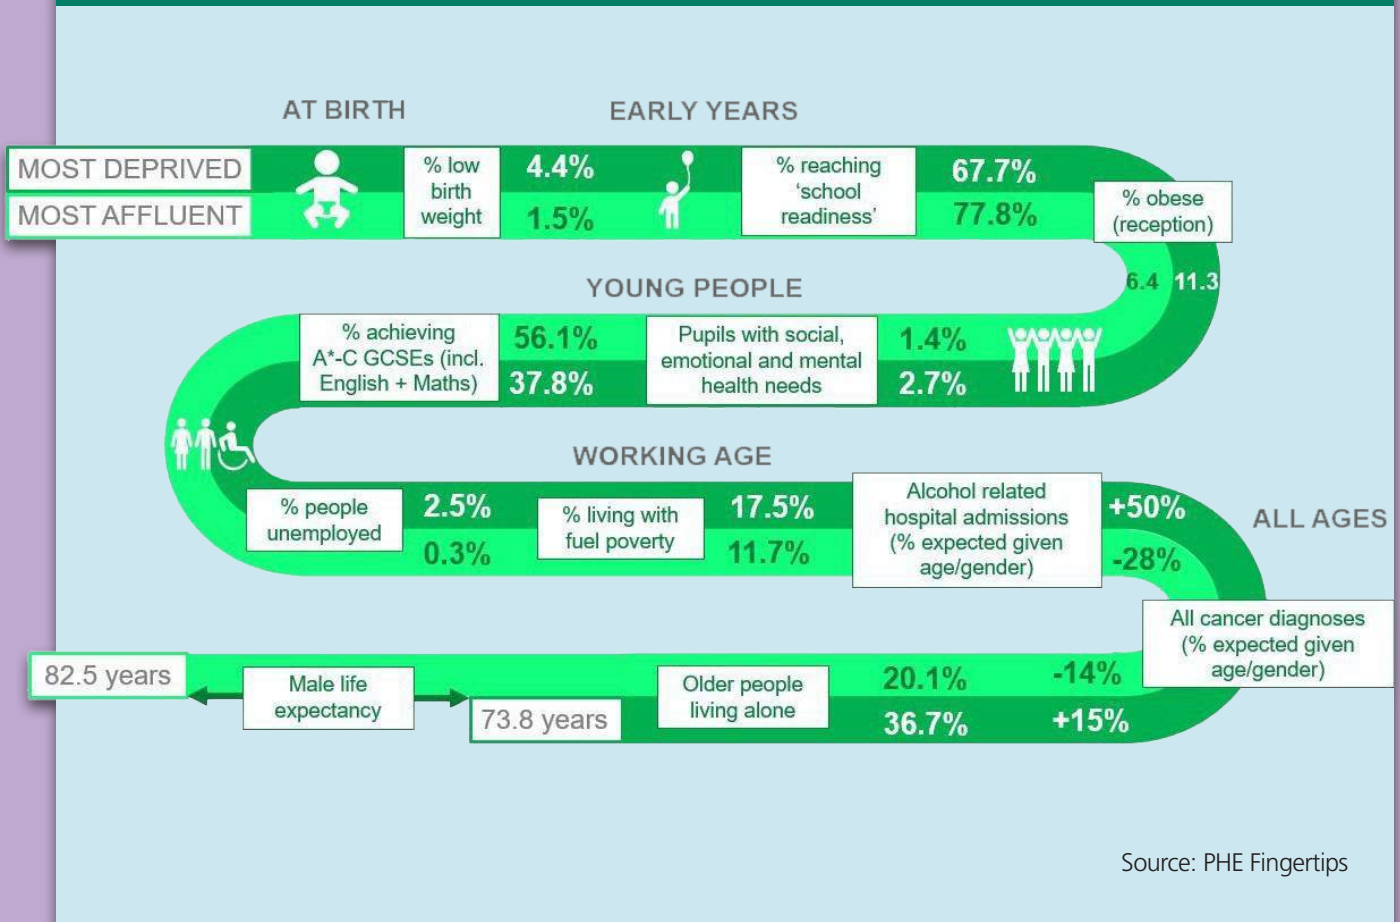 AT BIRTH
EARLY YEARS
MOST DEPRIVED
MOST AFFLUENT
% low
birth
weight
4.4%
1.5%
% reaching
‘school
readiness’
67.7%
77.8%
% obese
(reception)
6.4 11.3
YOUNG PEOPLE
% achieving
A*-C GCSEs (incl.
English + Maths)
56.1%
37.8%
Pupils with social,
emotional and mental
health needs
1.4%
2.7%
WORKING AGE
% people
unemployed
2.5%
0.3%
% living with
fuel poverty
17.5%
11.7%
Alcohol related
hospital admissions
(% expected given
age/gender)
+50%
-28%
ALL AGES
All cancer diagnoses
(% expected given
age/gender)
-14%
+15%
Older people
living alone
20.1%
36.7%
Male life
expectancy
82.5 years
73.8 years
Source: PHE Fingertips